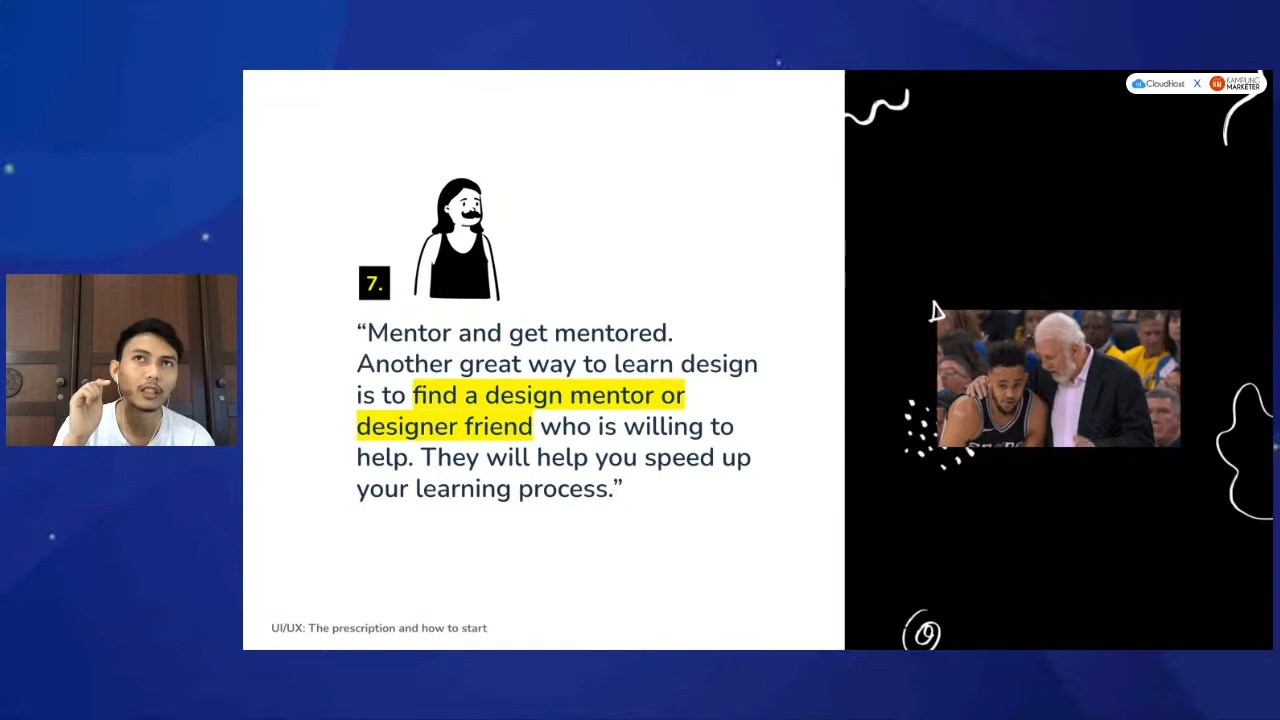 CloudHost X KAMPUNG MARKETER
7.
“Mentor and get mentored.
Another great way to learn design
is to find a design mentor or
designer friend who is willing to
help. They will help you speed up
your learning process.”
UI/UX: The prescription and how to start